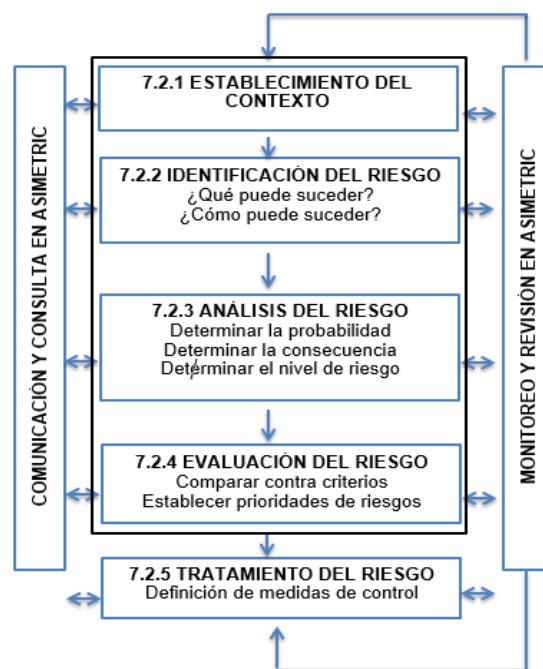 COMUNICACIÓN Y CONSULTA EN ASIMETRIC
7.2.1 ESTABLECIMIENTO DEL
CONTEXTO
7.2.2 IDENTIFICACIÓN DEL RIESGO
¿Qué puede suceder?
¿Cómo puede suceder?
7.2.3 ANÁLISIS DEL RIESGO
Determinar la probabilidad
Determinar la consecuencia
Determinar el nivel de riesgo
7.2.4 EVALUACIÓN DEL RIESGO
Comparar contra criterios
Establecer prioridades de riesgos
7.2.5 TRATAMIENTO DEL RIESGO
Definición de medidas de control
MONITOREO Y REVISIÓN EN ASIMETRIC